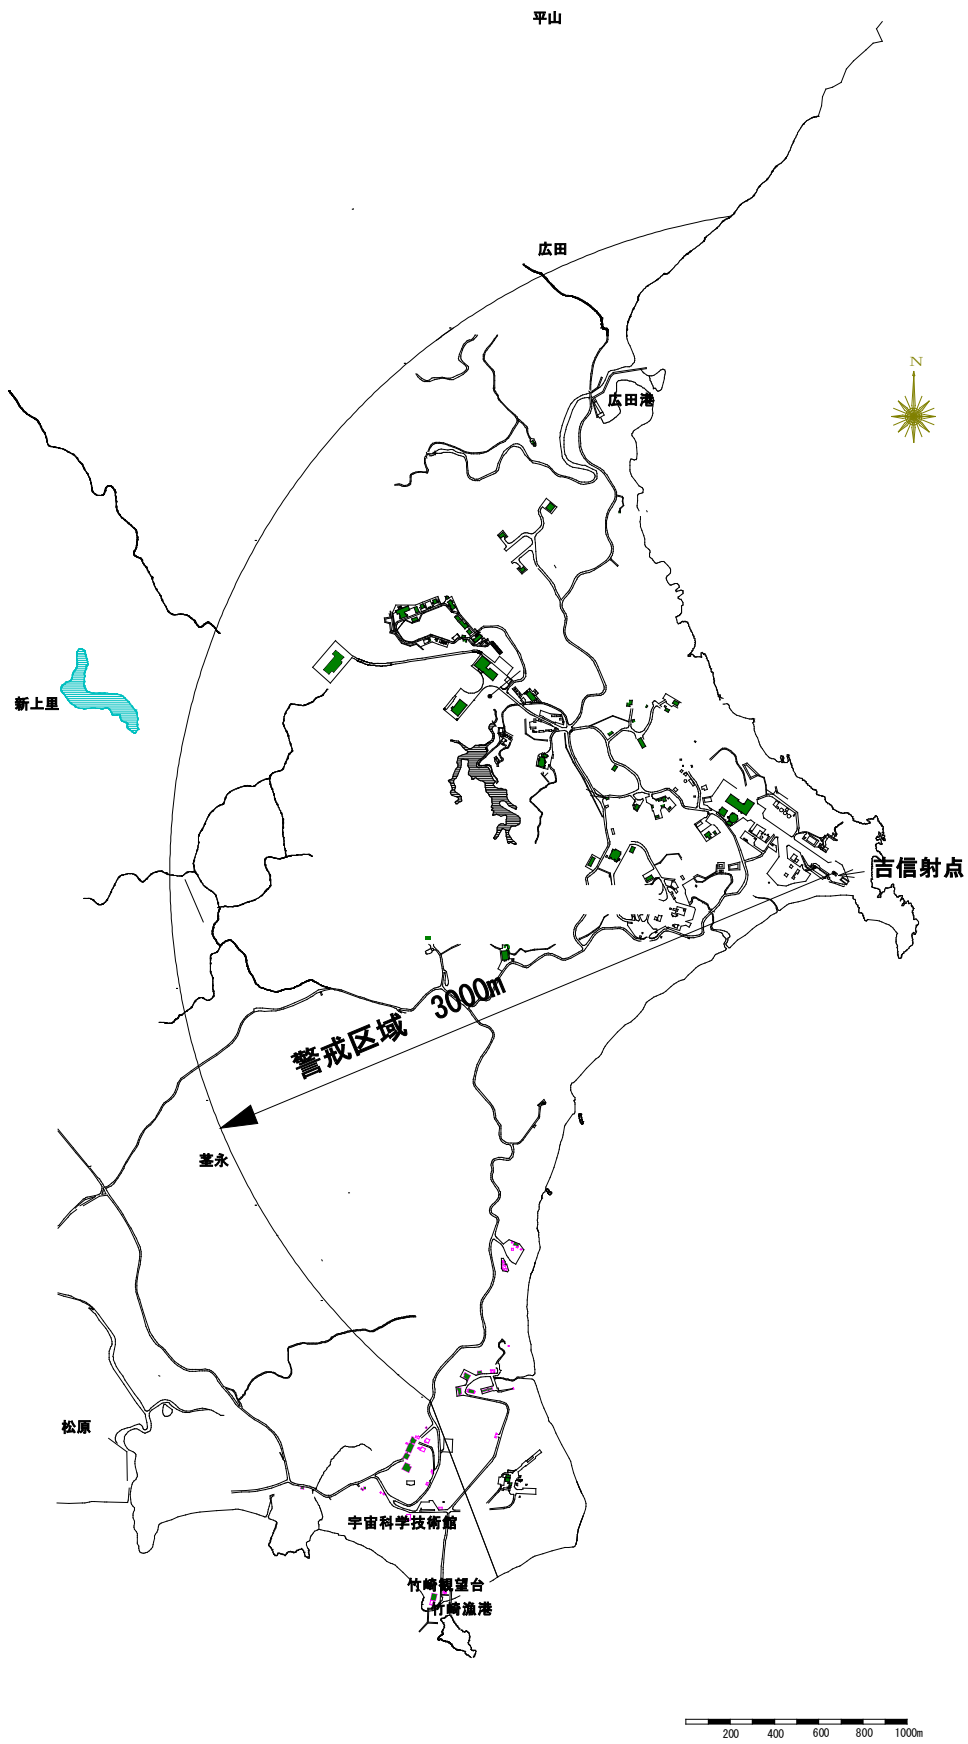 平山
広田
N
広田港
新上里
吉信射点
警戒区域 3000m
茎永
松原
宇宙科学技術館
竹崎観望台
竹崎漁港
200 400 600 800 1000m